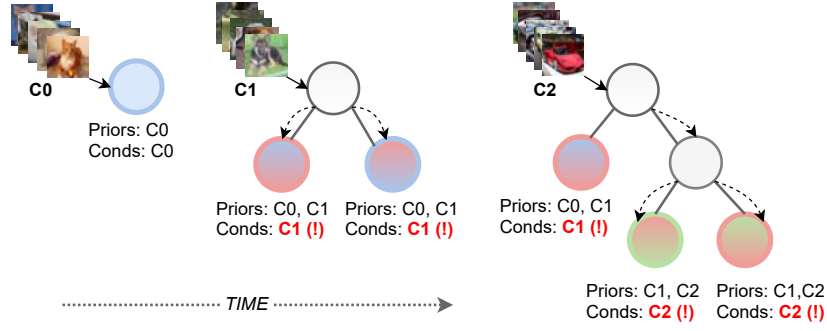 C0
Priors: C0
Conds: C0
C1
Priors: C0, C1
Conds: C1 (!)
Priors: C0, C1
Conds: C1 (!)
C2
Priors: C0, C1
Conds: C1 (!)
Priors: C1, C2
Conds: C2 (!)
Priors: C1,C2
Conds: C2 (!)
TIME